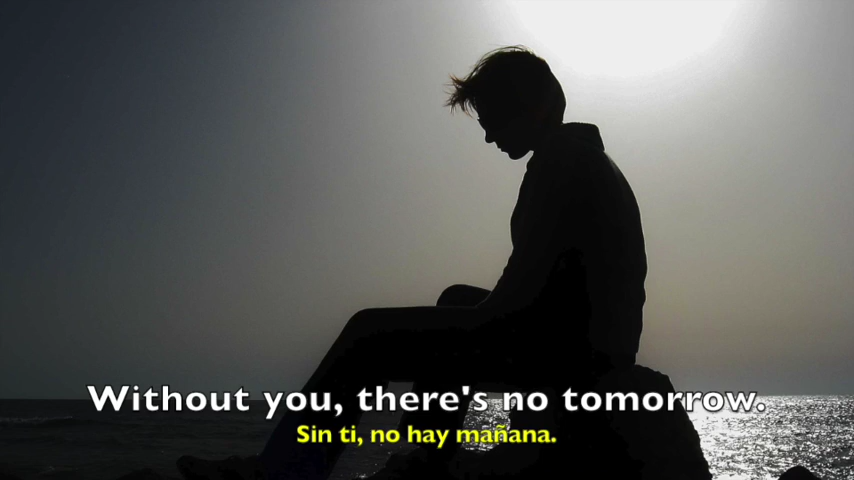 Without you, there's no tomorrow.
Sin ti, no hay mañana.